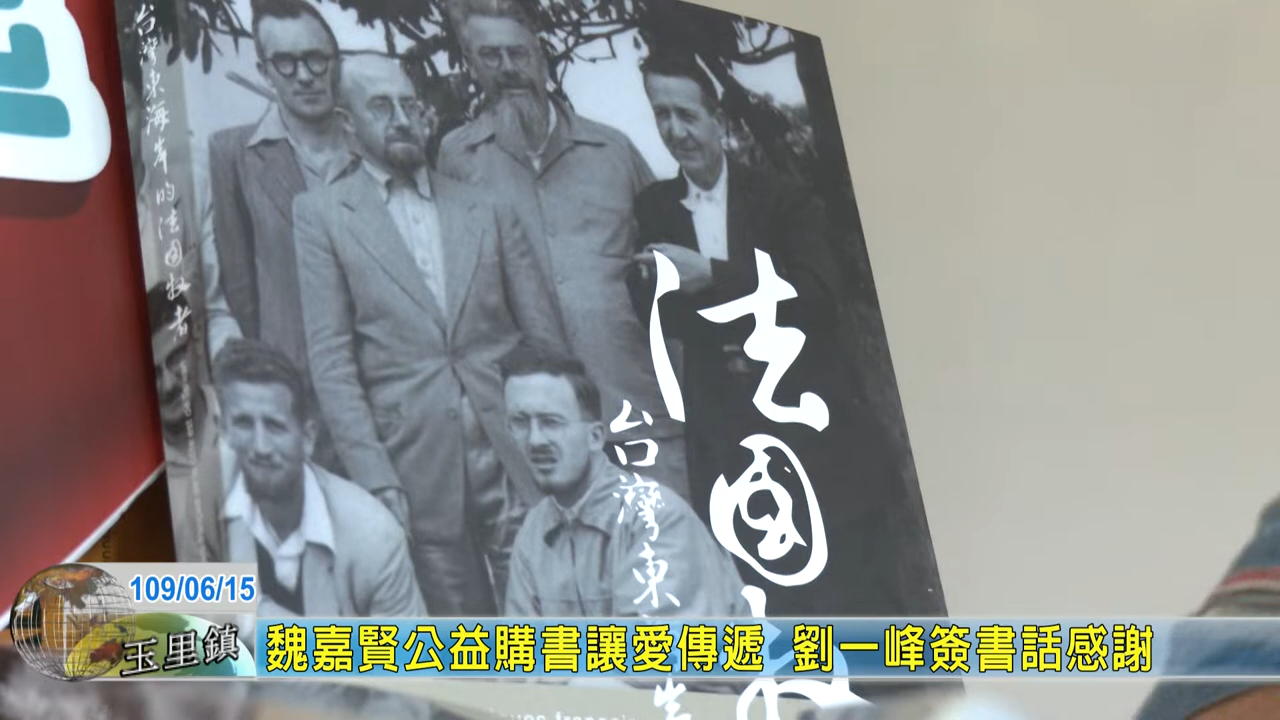 台灣東海岸的法國牧者
法國
台灣東
109/06/15
玉里鎮
魏嘉賢公益購書讓愛傳遞 劉一峰簽書話感謝